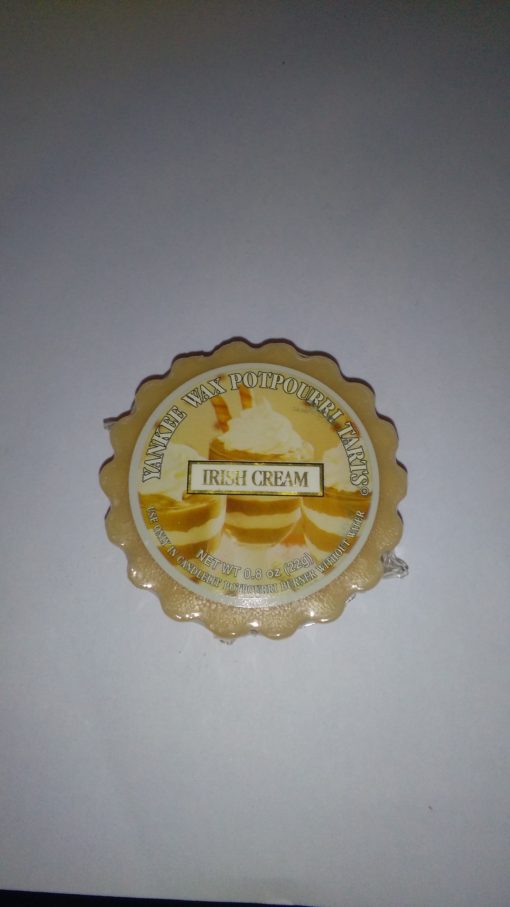 YANKEE WAX POTPOURRI TARTS®
IRISH CREAM
NET WT 0.8 oz (22g)
USE ONLY IN CANDLELIT POTPOURRI BURNER WITHOUT WATER